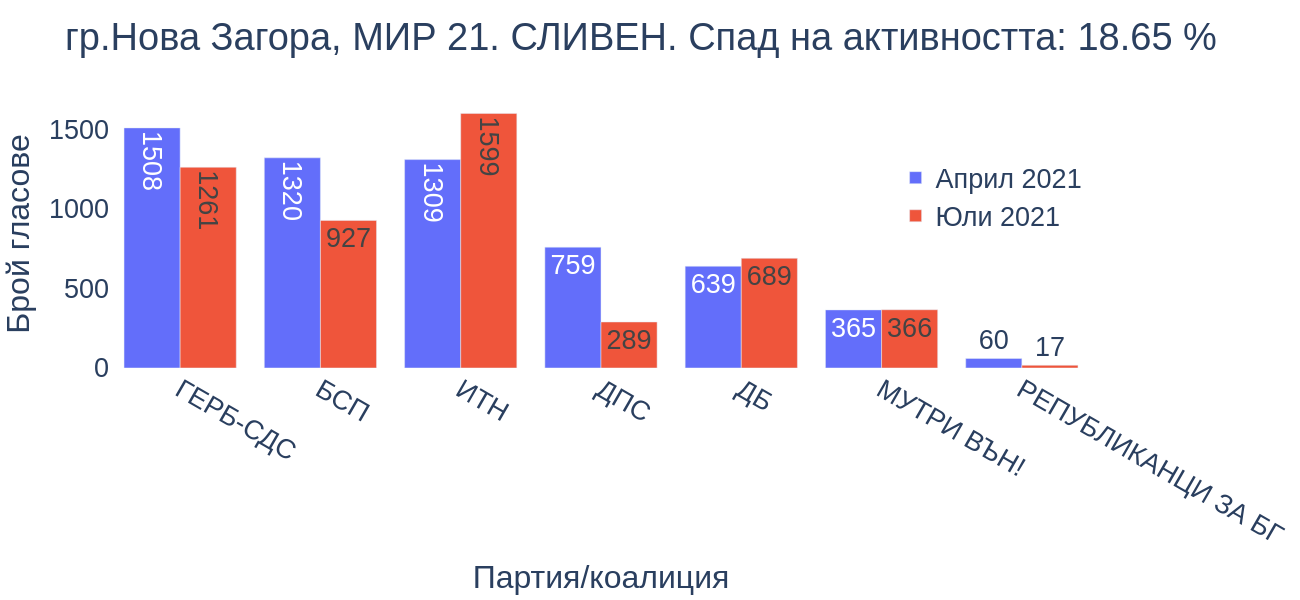 гр.Нова Загора, МИР 21. СЛИВЕН. Спад на активността: 18.65 %
Брой гласове
1500
1000
500
0
1508
1261
1320
927
1309
1599
759
289
639
689
365
366
60
17
Април 2021
Юли 2021
ГЕРБ-СДС
БСП
ИТН
ДПС
ДБ
МУТРИ ВЪН!
РЕПУБЛИКАНЦИ ЗА БГ
Партия/коалиция